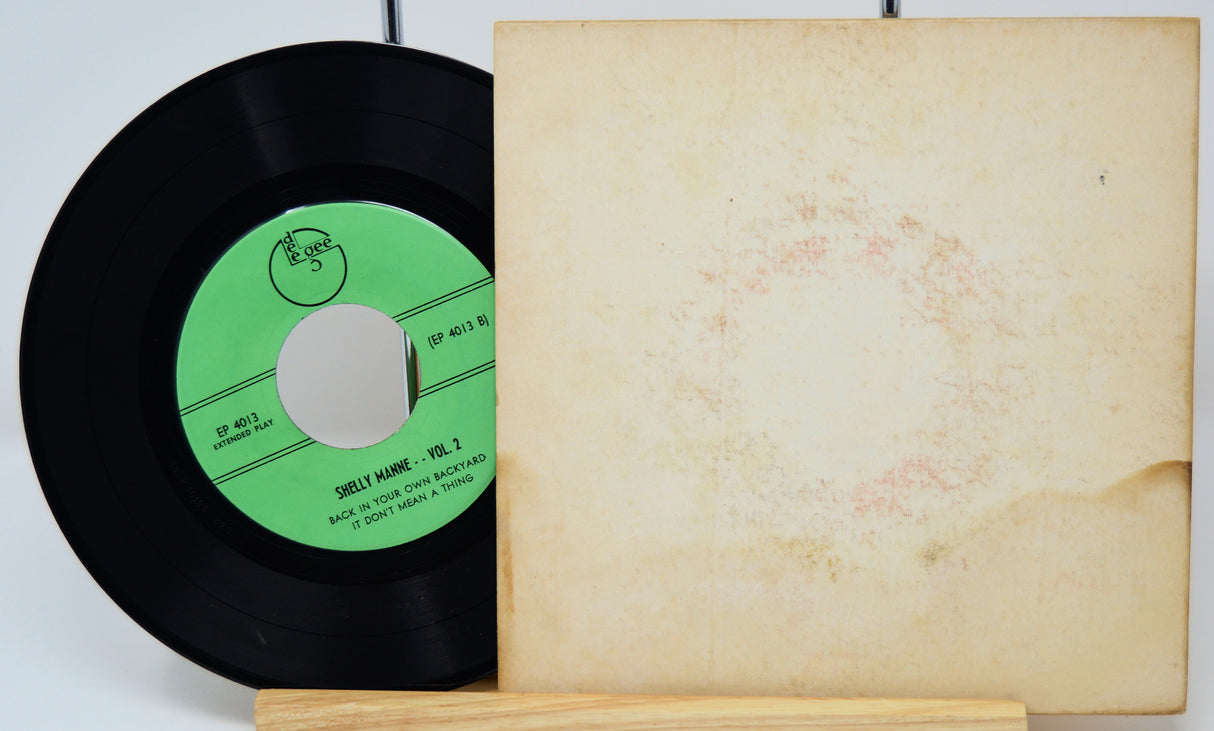 dee gee
(EP 4013 B)
EP 4013
EXTENDED PLAY
SHELLY MANNE - - VOL. 2
BACK IN YOUR OWN BACKYARD
IT DON'T MEAN A THING